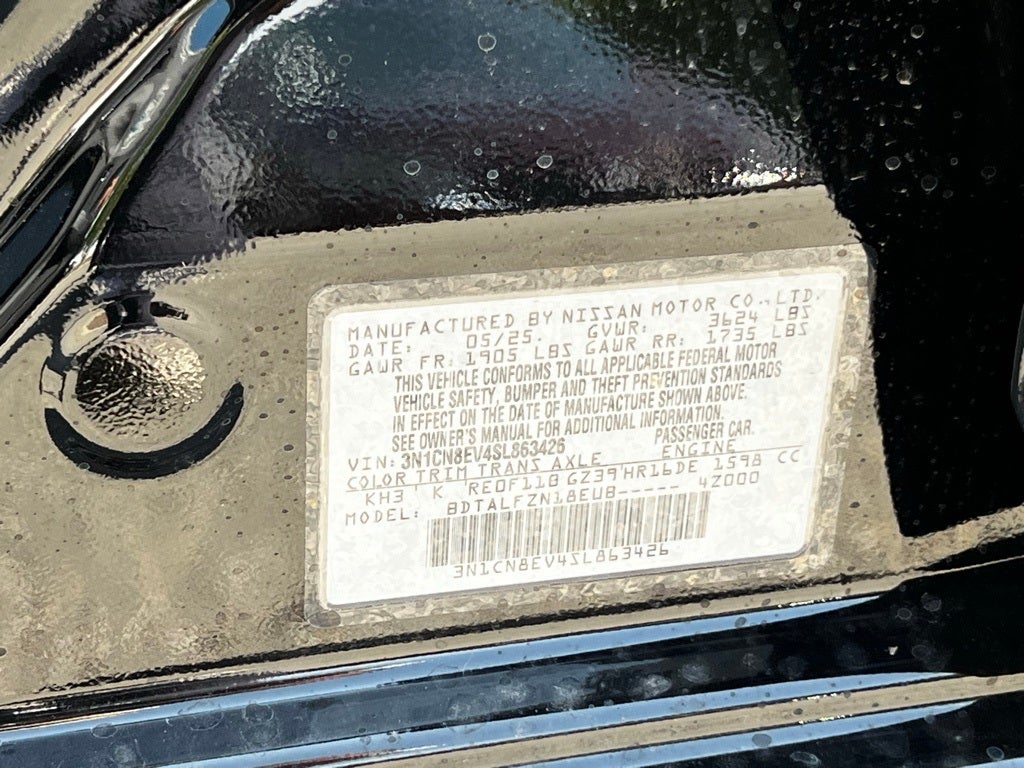 MANUFACTURED BY NISSAN MOTOR CO., LTD.
DATE: 05/25. GVWR: 3624 LBS
GAWR FR: 1905 LBS GAWR RR: 1735 LBS
THIS VEHICLE CONFORMS TO ALL APPLICABLE FEDERAL MOTOR
VEHICLE SAFETY, BUMPER AND THEFT PREVENTION STANDARDS
IN EFFECT ON THE DATE OF MANUFACTURE SHOWN ABOVE.
SEE OWNER'S MANUAL FOR ADDITIONAL INFORMATION.
VIN: 3N1CN8EV4SL863426 PASSENGER CAR.
COLOR TRIM TRANS AXLE ENGINE
KH3 K RE0F11B GZ39 HR16DE 1598 CC
MODEL: BDTALFZN18EUB----- 4Z000
3N1CN8EV4SL863426